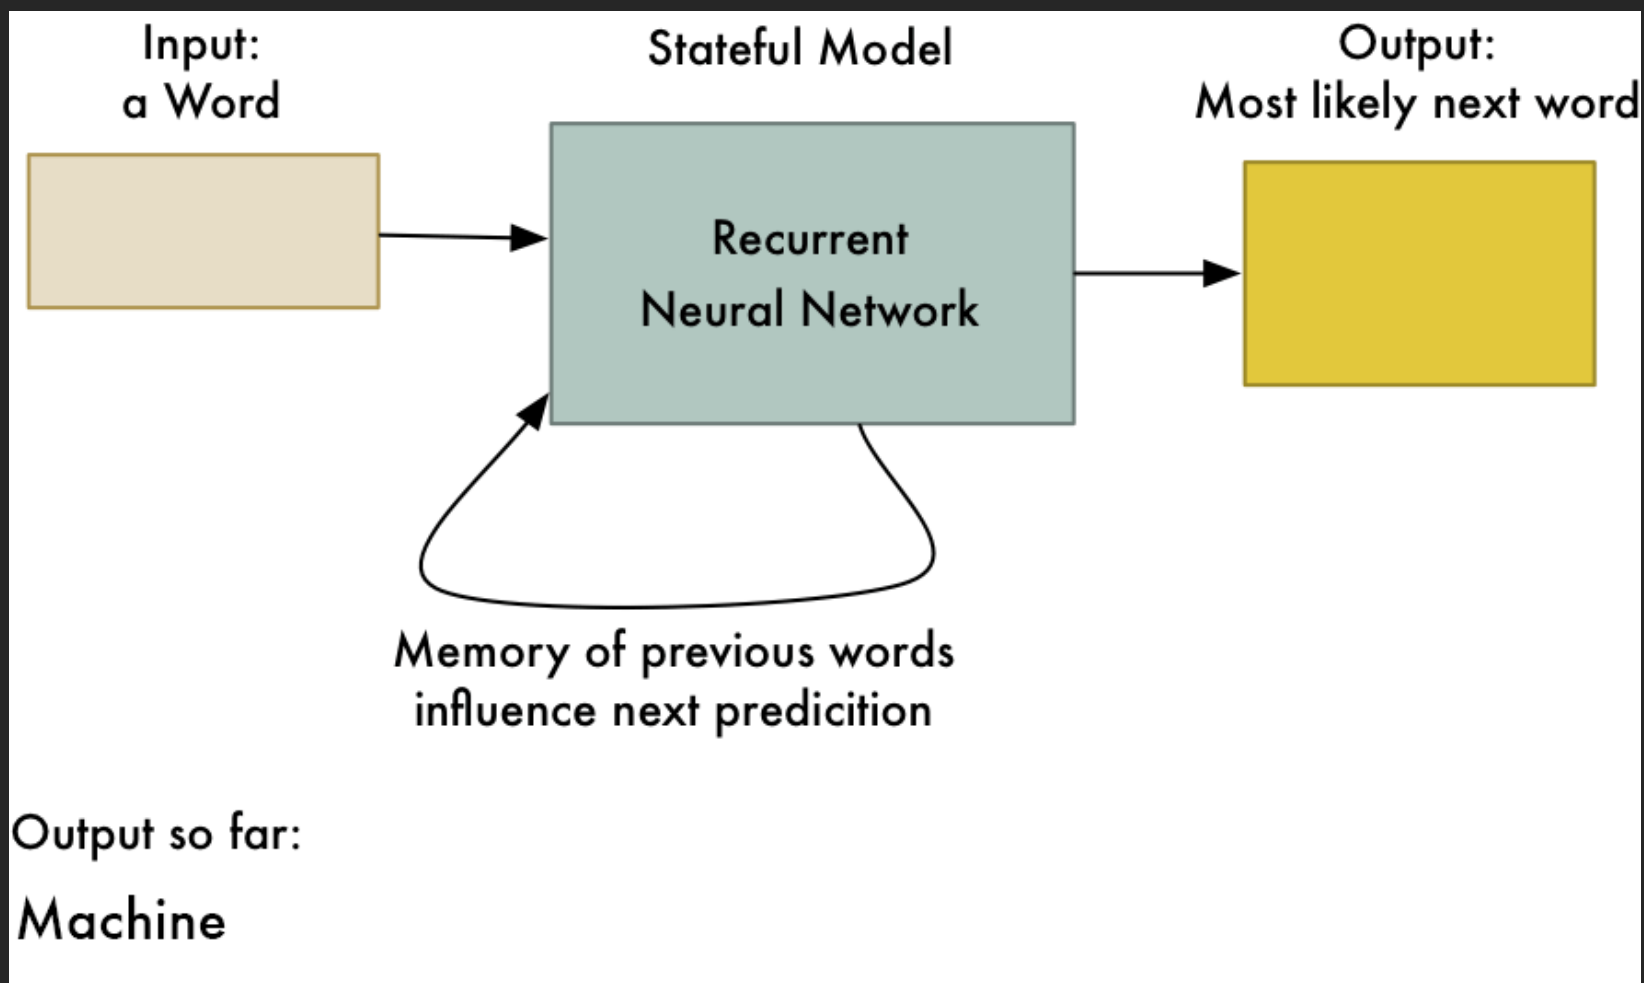 Input:
a Word
Stateful Model
Output:
Most likely next word
Recurrent
Neural Network
Memory of previous words
influence next predicition
Output so far:
Machine